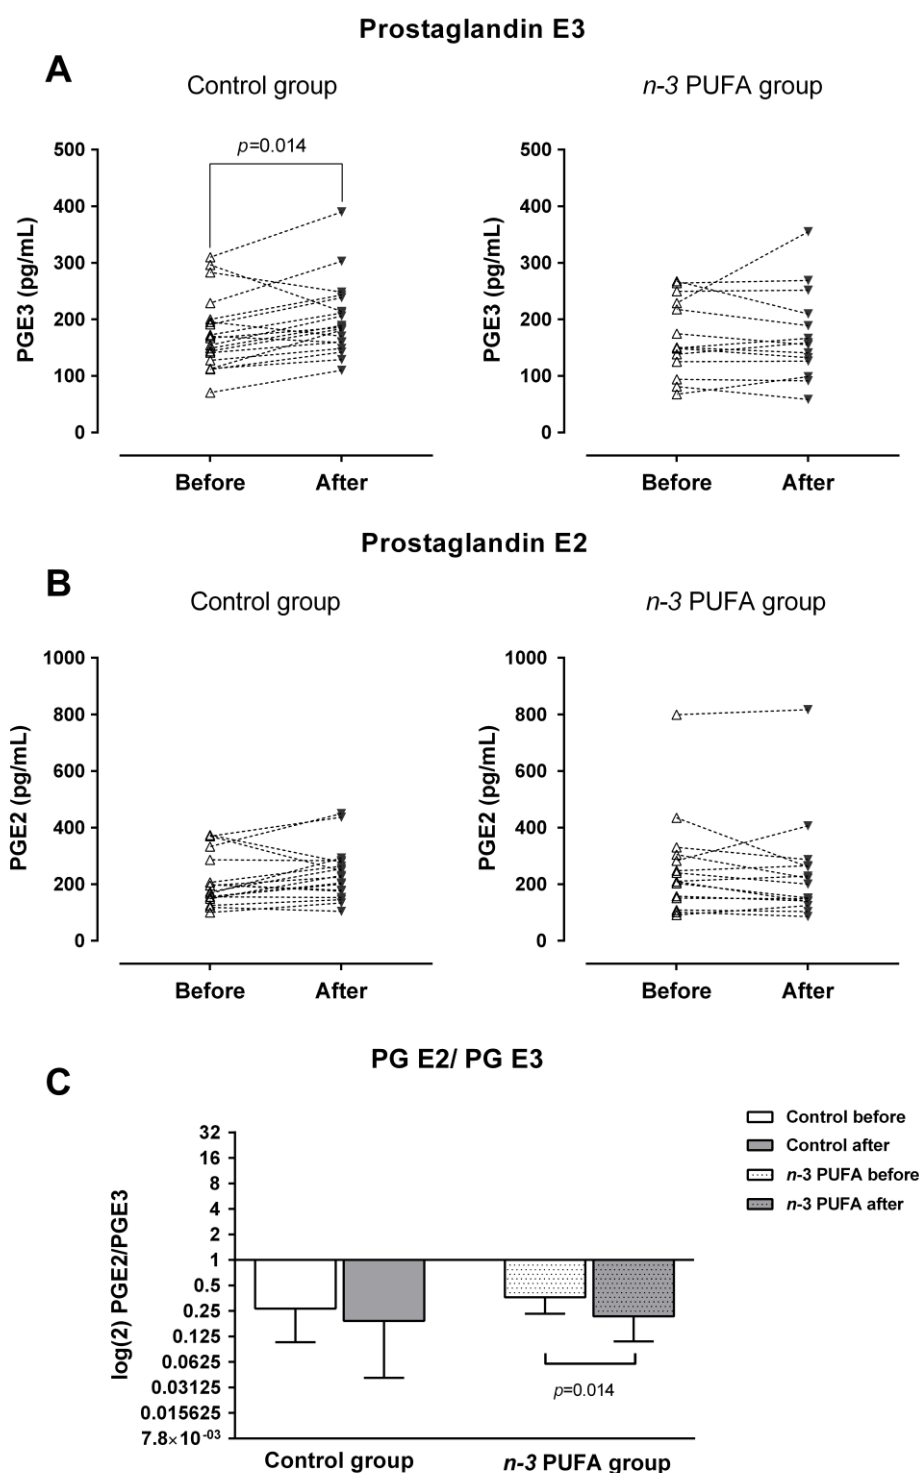 Prostaglandin E3
A
Control group
n-3 PUFA group
p=0.014
PGE3 (pg/mL)
500
400
300
200
100
0
Before After
PGE3 (pg/mL)
500
400
300
200
100
0
Before After
Prostaglandin E2
B
Control group
n-3 PUFA group
PGE2 (pg/mL)
1000
800
600
400
200
0
Before After
PGE2 (pg/mL)
1000
800
600
400
200
0
Before After
PG E2/ PG E3
C
Control before
Control after
n-3 PUFA before
n-3 PUFA after
log(2) PGE2/PGE3
32
16
8
4
2
1
0.5
0.25
0.125
0.0625
0.03125
0.015625
7.8×10⁻⁰³
p=0.014
Control group
n-3 PUFA group